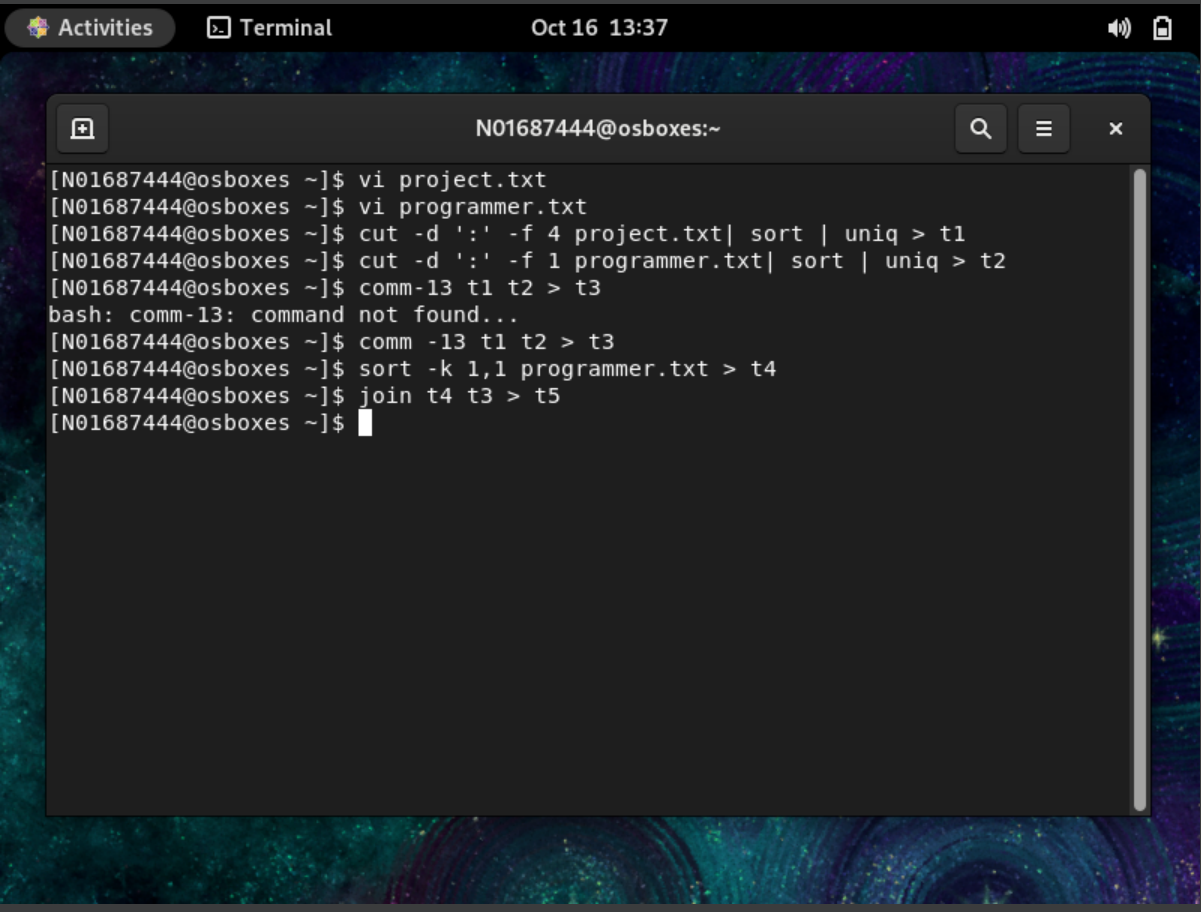 Activities Terminal Oct 16 13:37
N01687444@osboxes:~
[N01687444@osboxes ~]$ vi project.txt
[N01687444@osboxes ~]$ vi programmer.txt
[N01687444@osboxes ~]$ cut -d ':' -f 4 project.txt| sort | uniq > t1
[N01687444@osboxes ~]$ cut -d ':' -f 1 programmer.txt| sort | uniq > t2
[N01687444@osboxes ~]$ comm-13 t1 t2 > t3
bash: comm-13: command not found...
[N01687444@osboxes ~]$ comm -13 t1 t2 > t3
[N01687444@osboxes ~]$ sort -k 1,1 programmer.txt > t4
[N01687444@osboxes ~]$ join t4 t3 > t5
[N01687444@osboxes ~]$